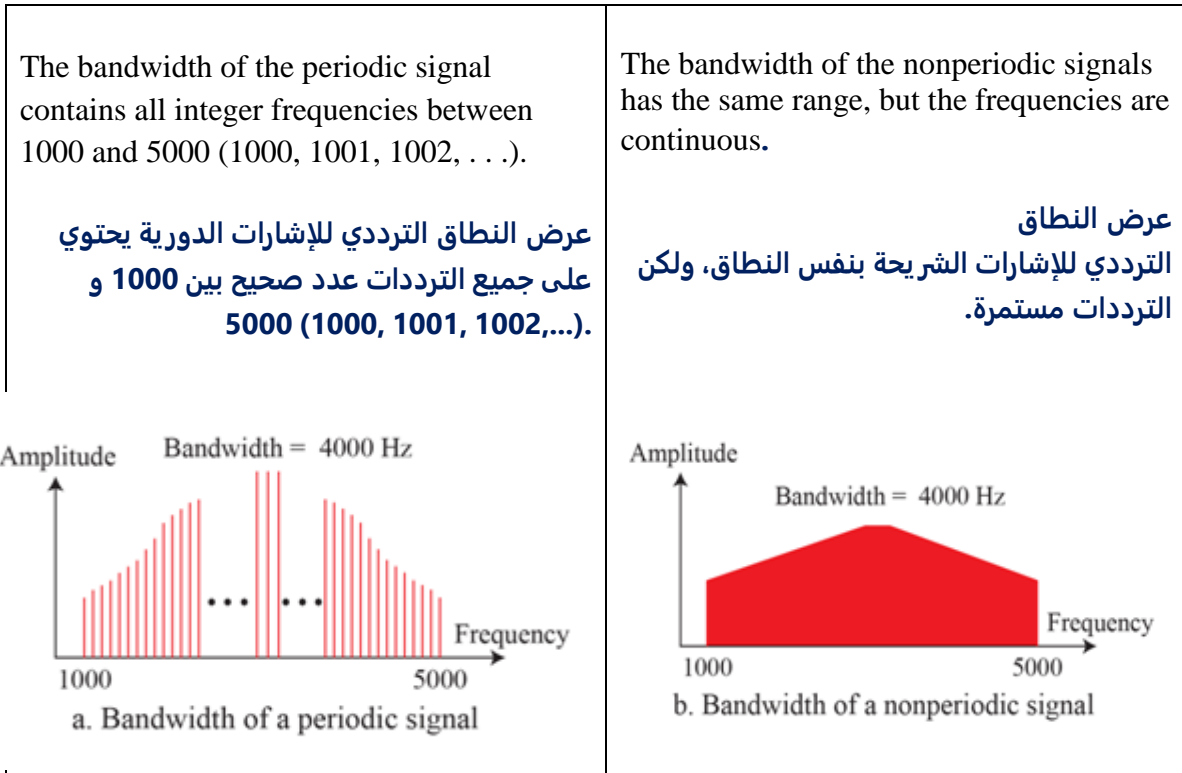 The bandwidth of the periodic signal
contains all integer frequencies between
1000 and 5000 (1000, 1001, 1002, . . .).
عرض النطاق الترددي للإشارات الدورية يحتوي
على جميع الترددات عدد صحيح بين 1000 و
5000 (1000, 1001, 1002,...).
Amplitude
Bandwidth = 4000 Hz
Frequency
1000
5000
a. Bandwidth of a periodic signal
The bandwidth of the nonperiodic signals
has the same range, but the frequencies are
continuous.
عرض النطاق
الترددي للإشارات الشريحة بنفس النطاق، ولكن
الترددات مستمرة.
Amplitude
Bandwidth = 4000 Hz
Frequency
1000
5000
b. Bandwidth of a nonperiodic signal